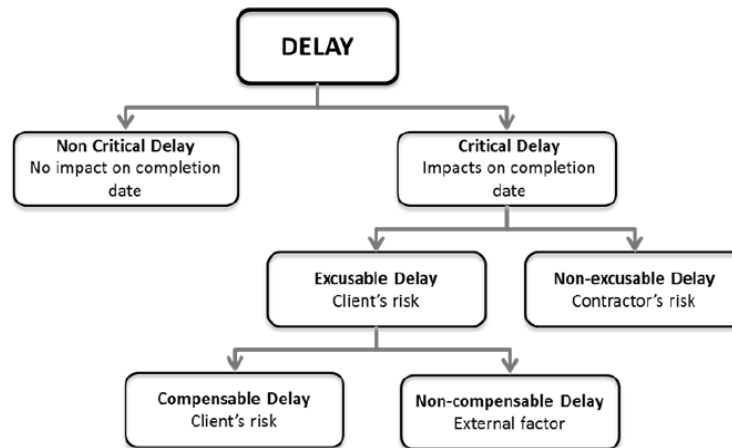 DELAY
Non Critical Delay
No impact on completion
date
Critical Delay
Impacts on completion
date
Excusable Delay
Client's risk
Non-excusable Delay
Contractor's risk
Compensable Delay
Client's risk
Non-compensable Delay
External factor